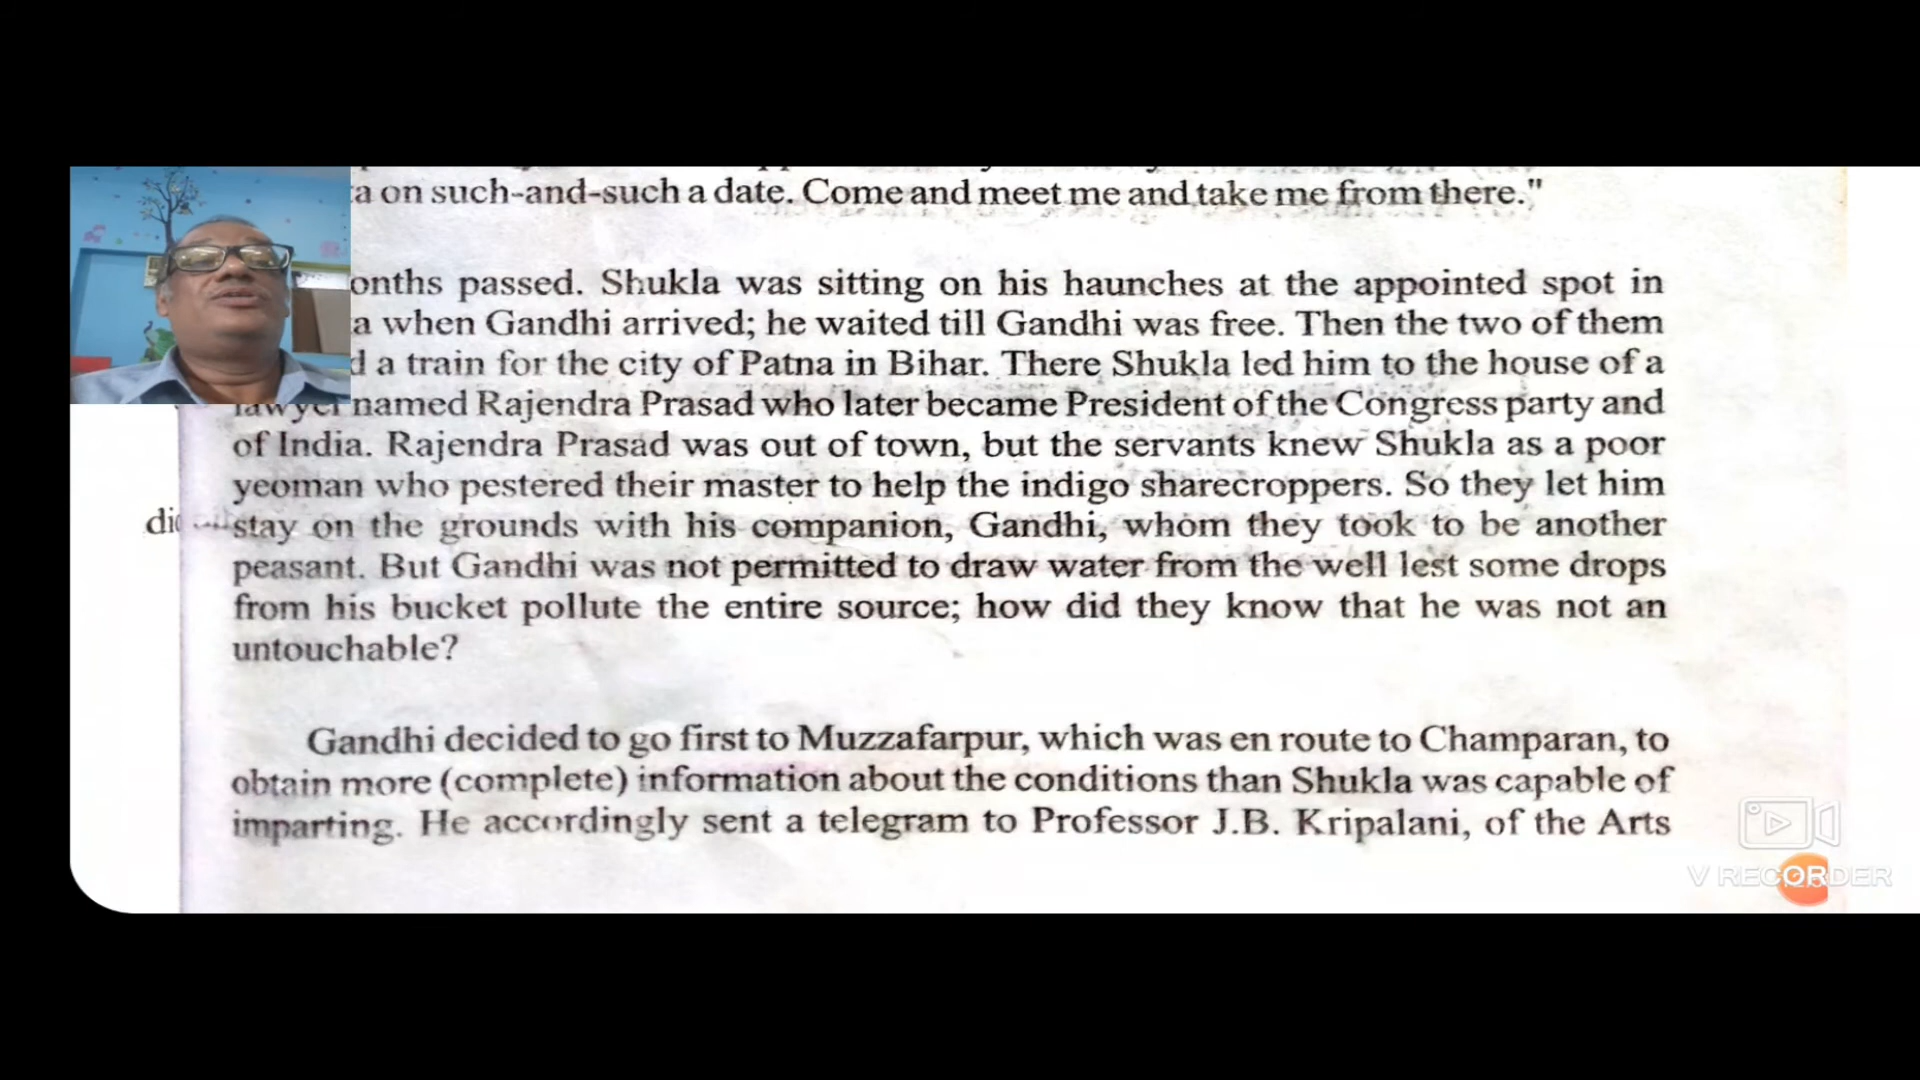 a on such-and-such a date. Come and meet me and take me from there."
onths passed. Shukla was sitting on his haunches at the appointed spot in
a when Gandhi arrived; he waited till Gandhi was free. Then the two of them
d a train for the city of Patna in Bihar. There Shukla led him to the house of a
lawyer named Rajendra Prasad who later became President of the Congress party and
of India. Rajendra Prasad was out of town, but the servants knew Shukla as a poor
yeoman who pestered their master to help the indigo sharecroppers. So they let him
stay on the grounds with his companion, Gandhi, whom they took to be another
peasant. But Gandhi was not permitted to draw water from the well lest some drops
from his bucket pollute the entire source; how did they know that he was not an
untouchable?
Gandhi decided to go first to Muzzafarpur, which was en route to Champaran, to
obtain more (complete) information about the conditions than Shukla was capable of
imparting. He accordingly sent a telegram to Professor J.B. Kripalani, of the Arts
V RECORDER